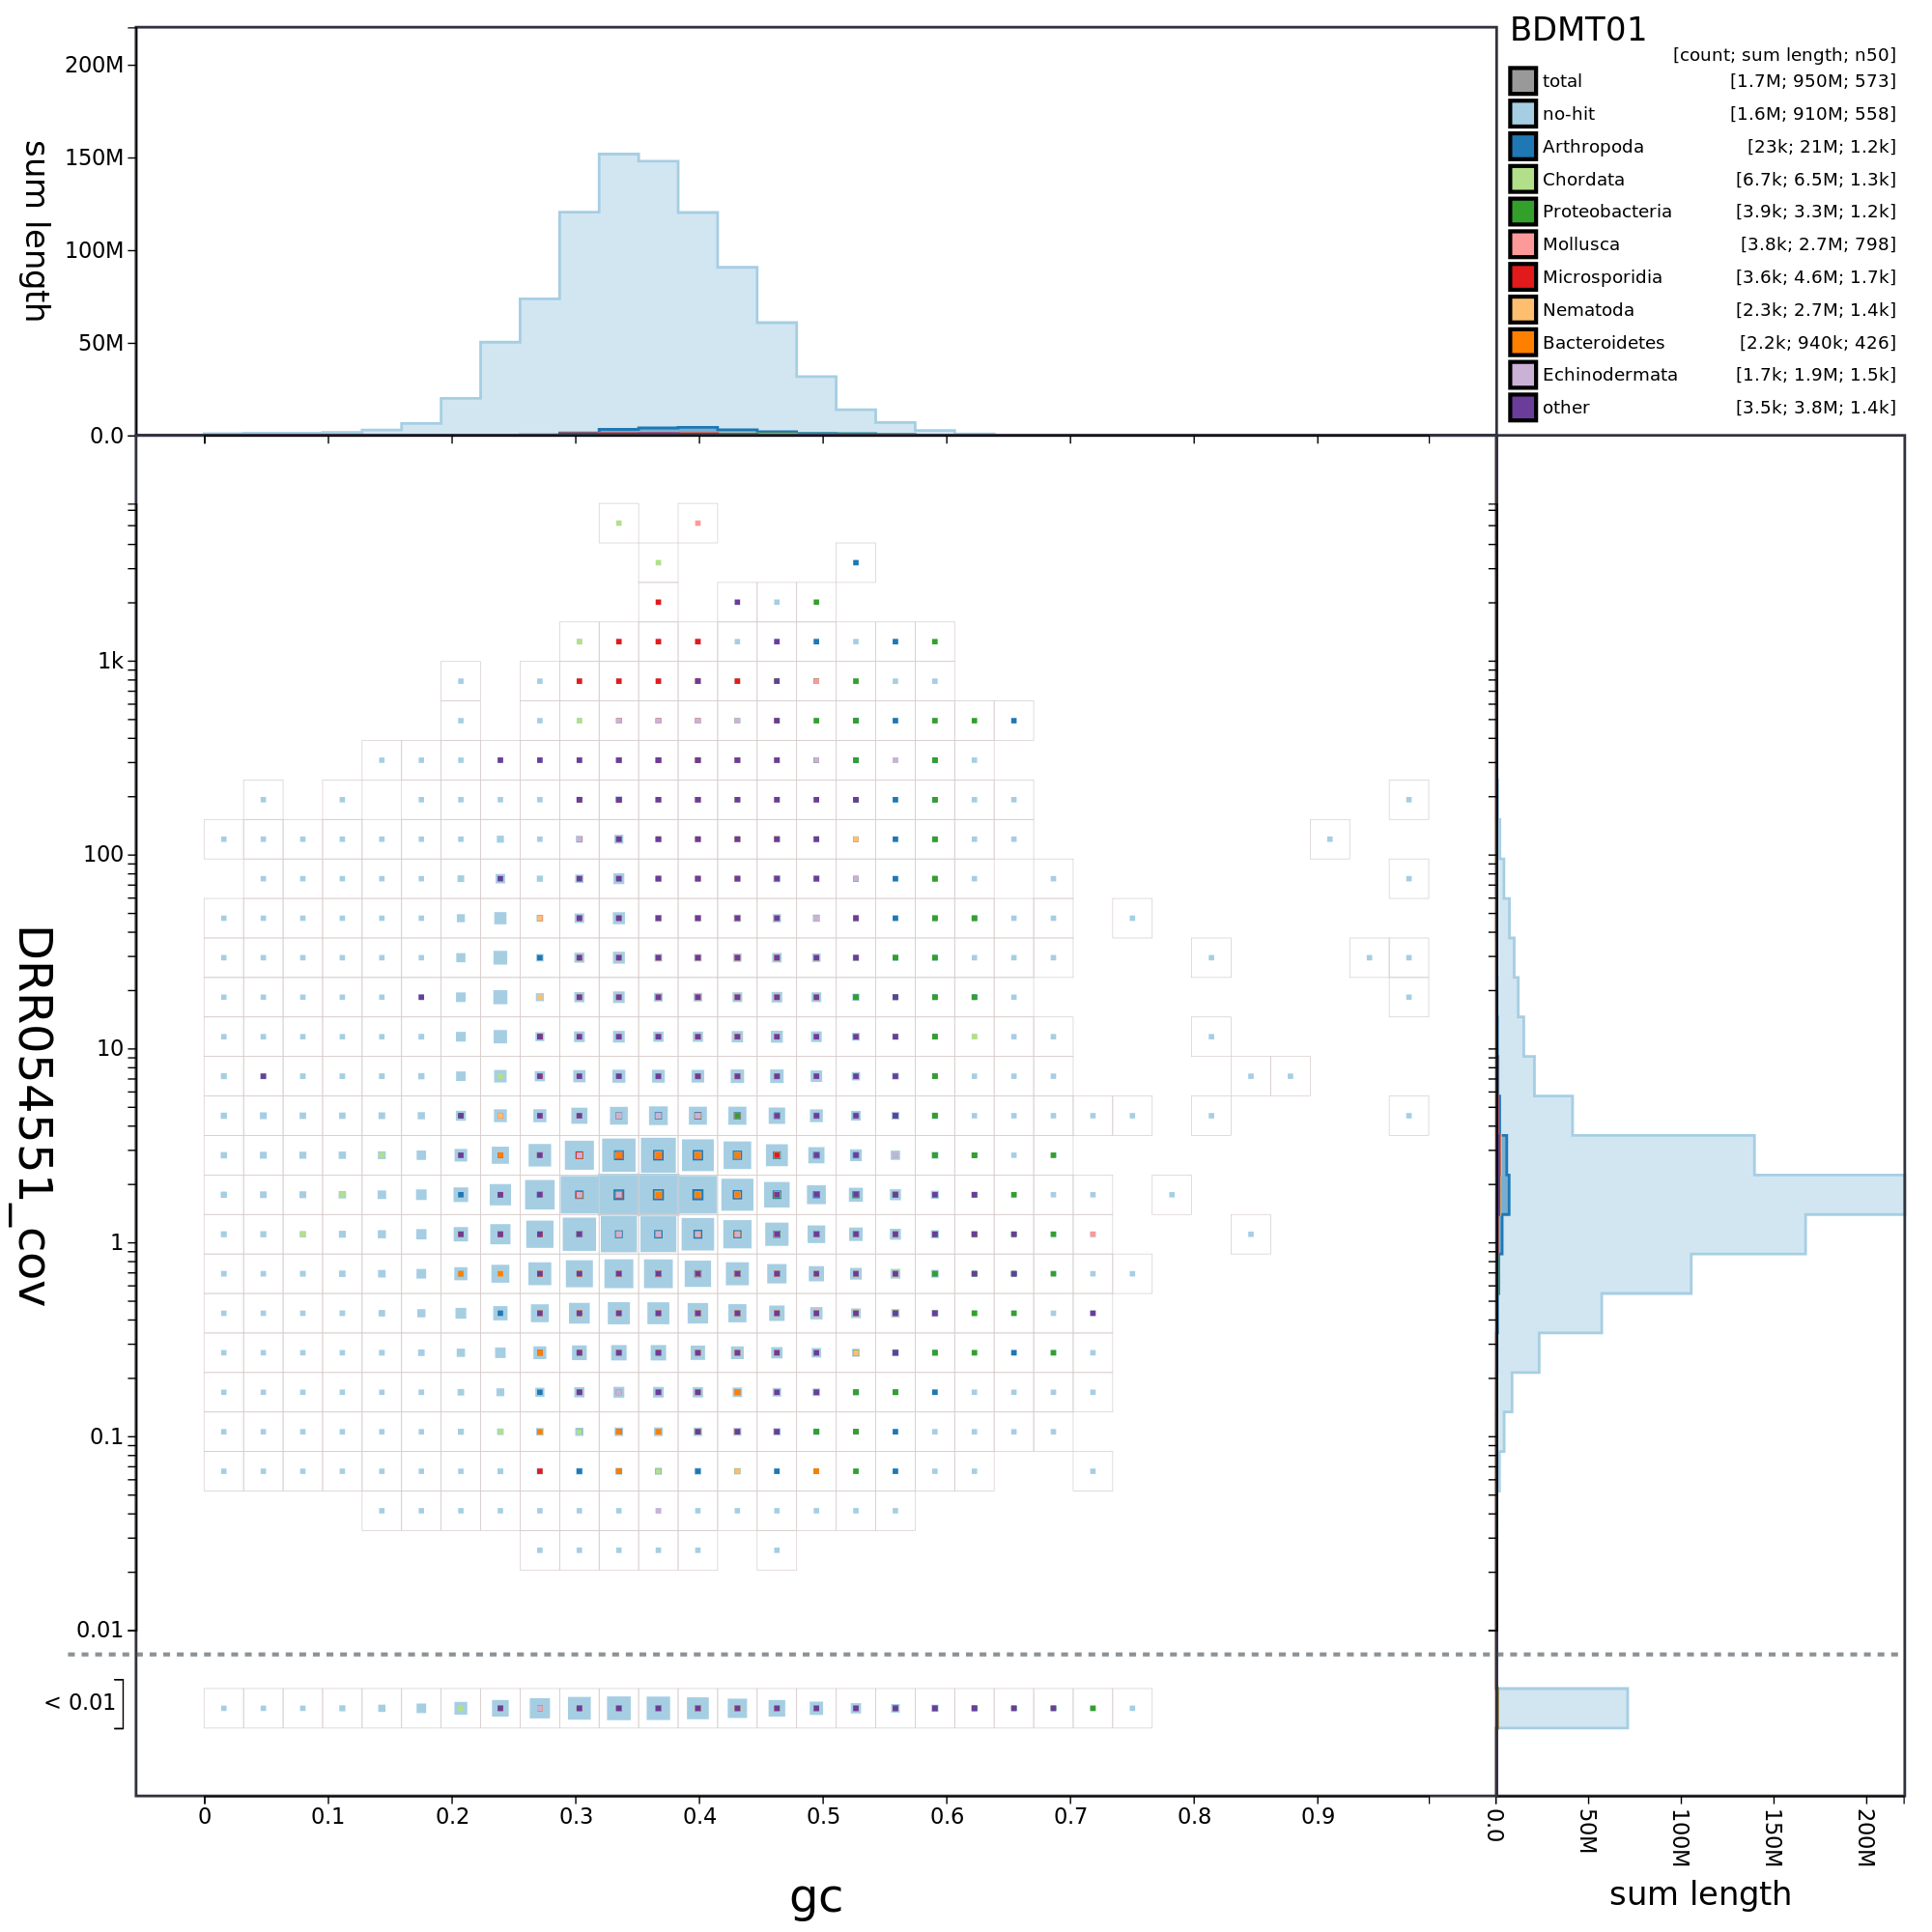 BDMT01
[count; sum length; n50]
total [1.7M; 950M; 573]
no-hit [1.6M; 910M; 558]
Arthropoda [23k; 21M; 1.2k]
Chordata [6.7k; 6.5M; 1.3k]
Proteobacteria [3.9k; 3.3M; 1.2k]
Mollusca [3.8k; 2.7M; 798]
Microsporidia [3.6k; 4.6M; 1.7k]
Nematoda [2.3k; 2.7M; 1.4k]
Bacteroidetes [2.2k; 940k; 426]
Echinodermata [1.7k; 1.9M; 1.5k]
other [3.5k; 3.8M; 1.4k]
sum length
200M
150M
100M
50M
0.0
DRR054551_cov
1k
100
10
1
0.1
0.01
< 0.01
0 0.1 0.2 0.3 0.4 0.5 0.6 0.7 0.8 0.9
gc
0.0 50M 100M 150M 200M
sum length